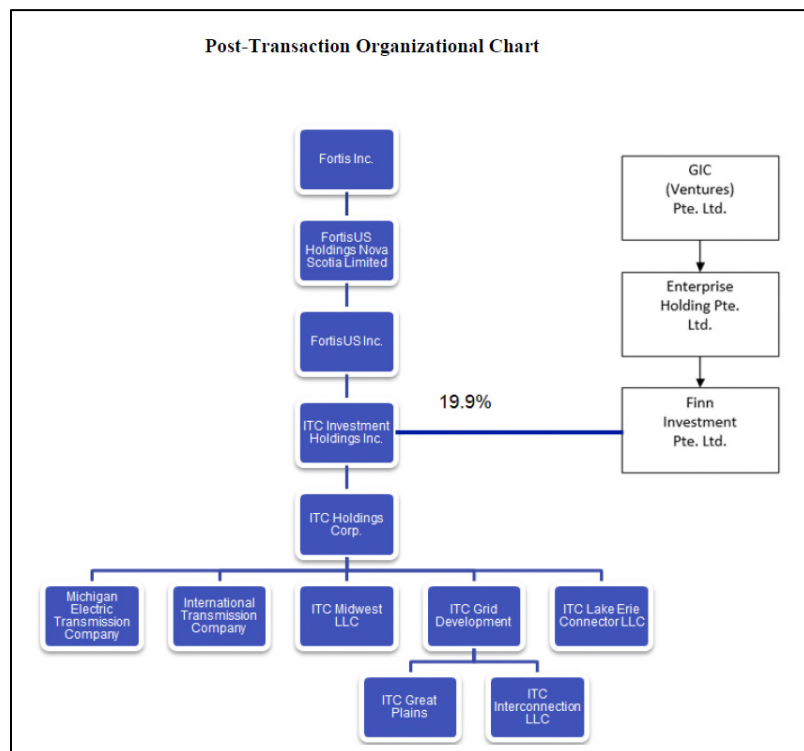 Post-Transaction Organizational Chart
Fortis Inc.
GIC
(Ventures)
Pte. Ltd.
FortisUS
Holdings Nova
Scotia Limited
Enterprise
Holding Pte.
Ltd.
FortisUS Inc.
19.9%
Finn
Investment
Pte. Ltd.
ITC Investment
Holdings Inc.
ITC Holdings
Corp.
Michigan
Electric
Transmission
Company
International
Transmission
Company
ITC Midwest
LLC
ITC Grid
Development
ITC Lake Erie
Connector LLC
ITC Great
Plains
ITC
Interconnection
LLC